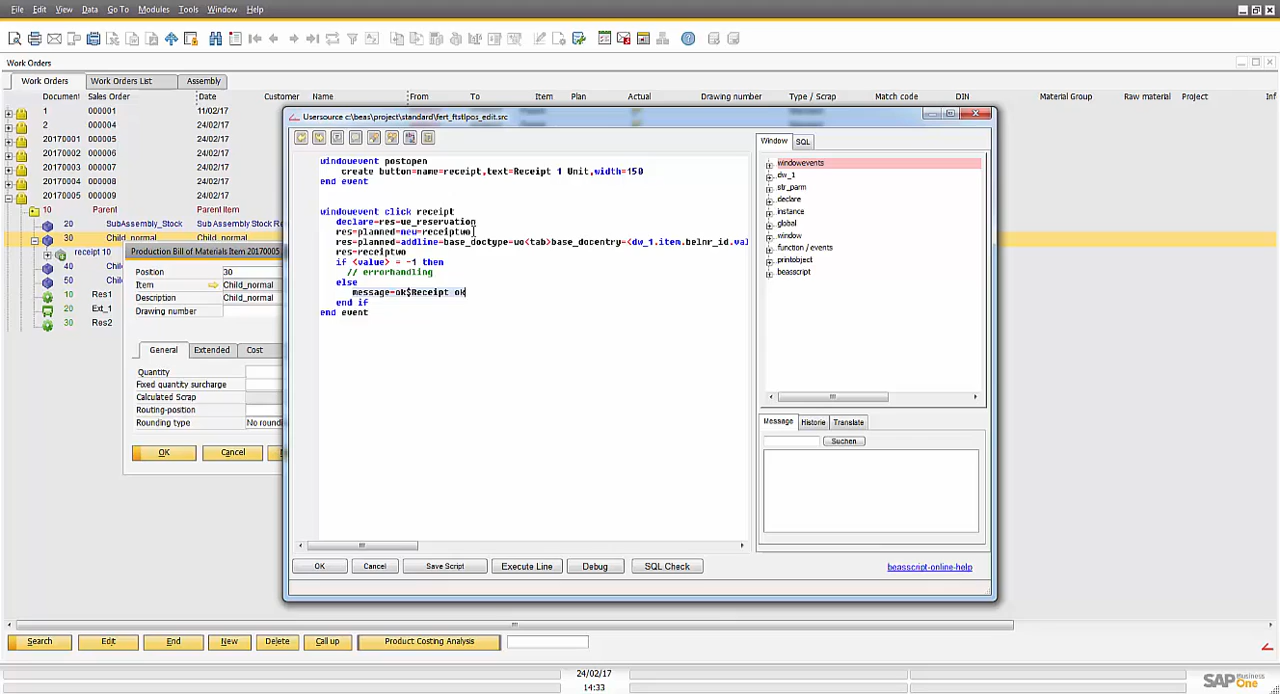 File Edit View Data Go To Modules Tools Window Help
Work Orders
Work Orders Work Orders List Assembly
Document Sales Order Date Customer Name From To Item Plan Actual Drawing number Type / Scrap Match code DIN Material Group Raw material Project Inf
1 000001 11/02/17
2 000002 24/02/17
20170001 000005 24/02/17
20170002 000006 24/02/17
20170003 000007 24/02/17
20170004 000008 24/02/17
20170005 000009 24/02/17
10 Parent Parent Item
20 SubAssembly_Stock SubAssembly_Stock
30 Child_normal Child_normal
receipt 10
40
50
10 Res1
20 Ext_1
30 Res2
Production Bill of Materials Item 20170005
Position 30
Item Child_normal
Description Child_normal
Drawing number
General Extended Cost
Quantity
Fixed quantity surcharge
Calculated Scrap
Routing-position
Rounding type No round
OK Cancel
Usersource c:\beas\project\standard\fert_ftstlpos_edit.src
windowevent postopen
create button=name=receipt,text=Receipt 1 Unit,width=150
end event
windowevent click receipt
declare=res=ue_reservation
res=planned=new=receiptwo
res=planned=addline=base_doctype=wo<tab>base_docentry=<dw_1.item.belnr_id.val
res=receiptwo
if <value> = -1 then
// errorhandling
else
message=ok$Receipt ok
end if
end event
Window SQL
windowevents
dw_1
str_parm
declare
instance
global
window
function / events
printobject
beasscript
Message Historie Translate
Suchen
OK Cancel Save Script Execute Line Debug SQL Check beasscript-online-help
Search Edit End New Delete Call up Product Costing Analysis
24/02/17
14:33
SAP Business One